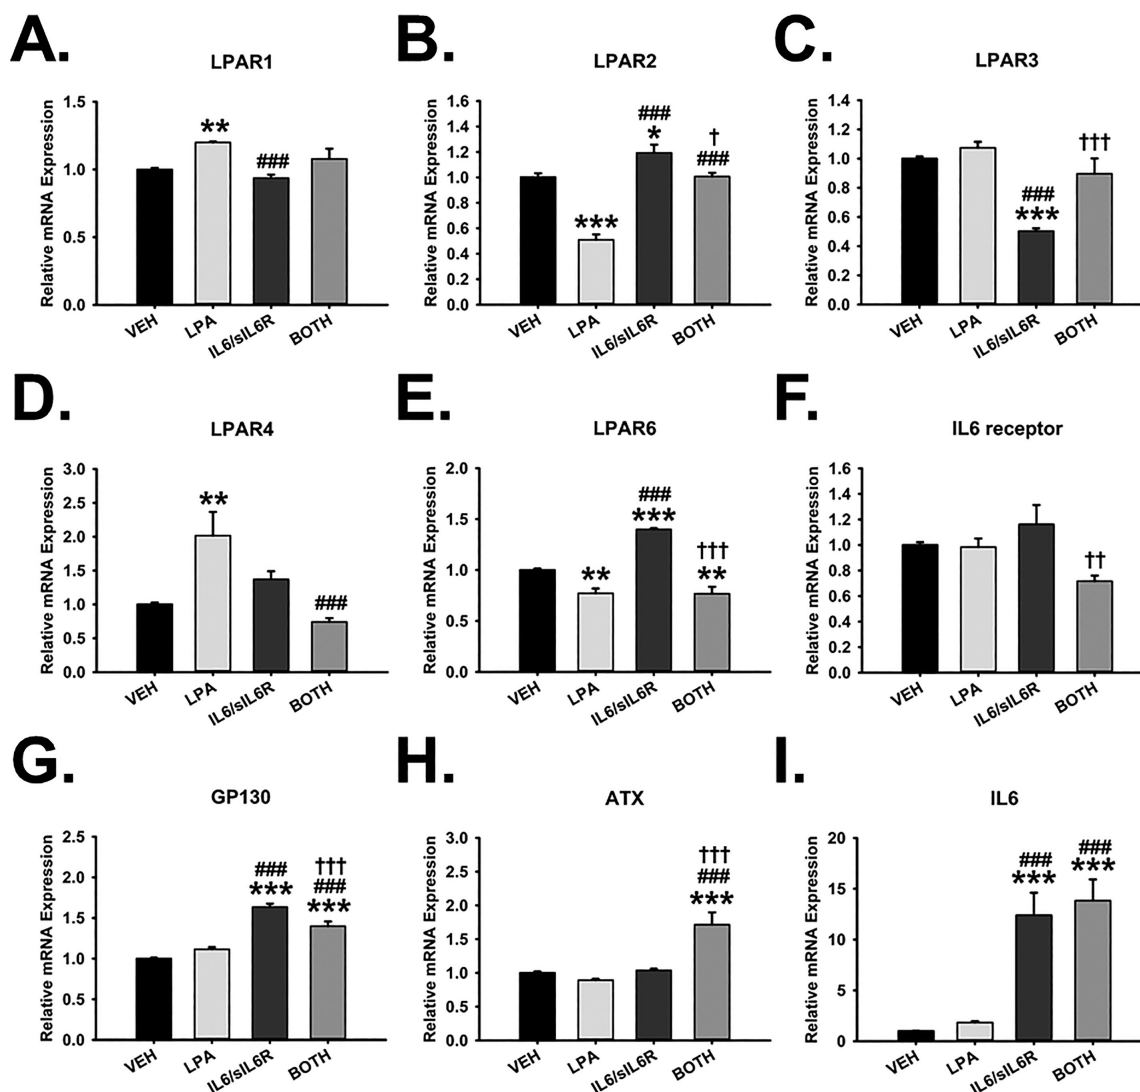 A.
LPAR1
Relative mRNA Expression
1.5
**
###
1.0
0.5
0.0
VEH
LPA
IL6/sIL6R
BOTH
B.
LPAR2
Relative mRNA Expression
1.6
1.4
1.2
1.0
0.8
0.6
0.4
0.2
0.0
***
###
*
†
###
VEH
LPA
IL6/sIL6R
BOTH
C.
LPAR3
Relative mRNA Expression
1.4
1.2
1.0
0.8
0.6
0.4
0.2
0.0
###
***
†††
VEH
LPA
IL6/sIL6R
BOTH
D.
LPAR4
Relative mRNA Expression
3.0
2.5
2.0
1.5
1.0
0.5
0.0
**
###
VEH
LPA
IL6/sIL6R
BOTH
E.
LPAR6
Relative mRNA Expression
2.0
1.5
1.0
0.5
0.0
**
###
***
†††
**
VEH
LPA
IL6/sIL6R
BOTH
F.
IL6 receptor
Relative mRNA Expression
1.6
1.4
1.2
1.0
0.8
0.6
0.4
0.2
0.0
††
VEH
LPA
IL6/sIL6R
BOTH
G.
GP130
Relative mRNA Expression
2.5
2.0
1.5
1.0
0.5
0.0
###
***
†††
###
***
VEH
LPA
IL6/sIL6R
BOTH
H.
ATX
Relative mRNA Expression
3.0
2.5
2.0
1.5
1.0
0.5
0.0
†††
###
***
VEH
LPA
IL6/sIL6R
BOTH
I.
IL6
Relative mRNA Expression
20
15
10
5
0
###
***
###
***
VEH
LPA
IL6/sIL6R
BOTH